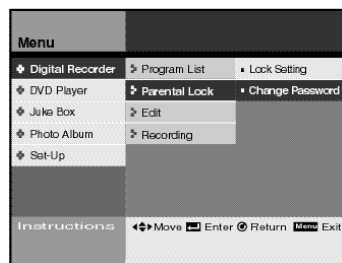 Menu
Digital Recorder
DVD Player
Juke Box
Photo Album
Set-Up
Program List
Parental Lock
Edit
Recording
Lock Setting
Change Password
Instructions
Move Enter Return Menu Exit